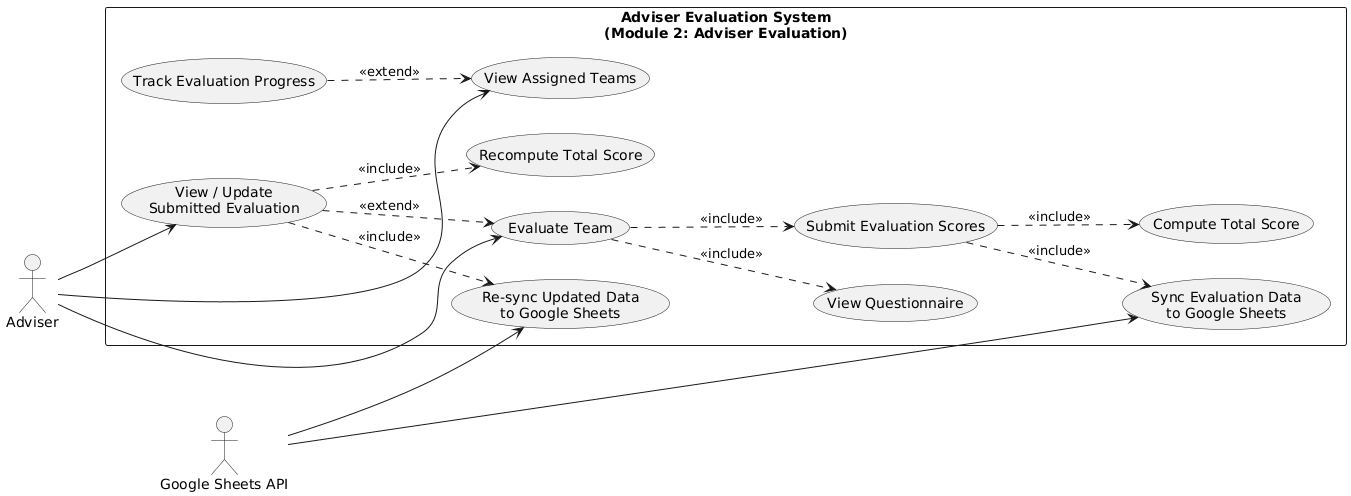 Adviser Evaluation System
(Module 2: Adviser Evaluation)
Track Evaluation Progress
«extend»
View Assigned Teams
Recompute Total Score
«include»
View / Update
Submitted Evaluation
«extend»
Evaluate Team
«include»
Submit Evaluation Scores
«include»
Compute Total Score
«include»
Re-sync Updated Data
to Google Sheets
«include»
View Questionnaire
«include»
Sync Evaluation Data
to Google Sheets
Adviser
Google Sheets API